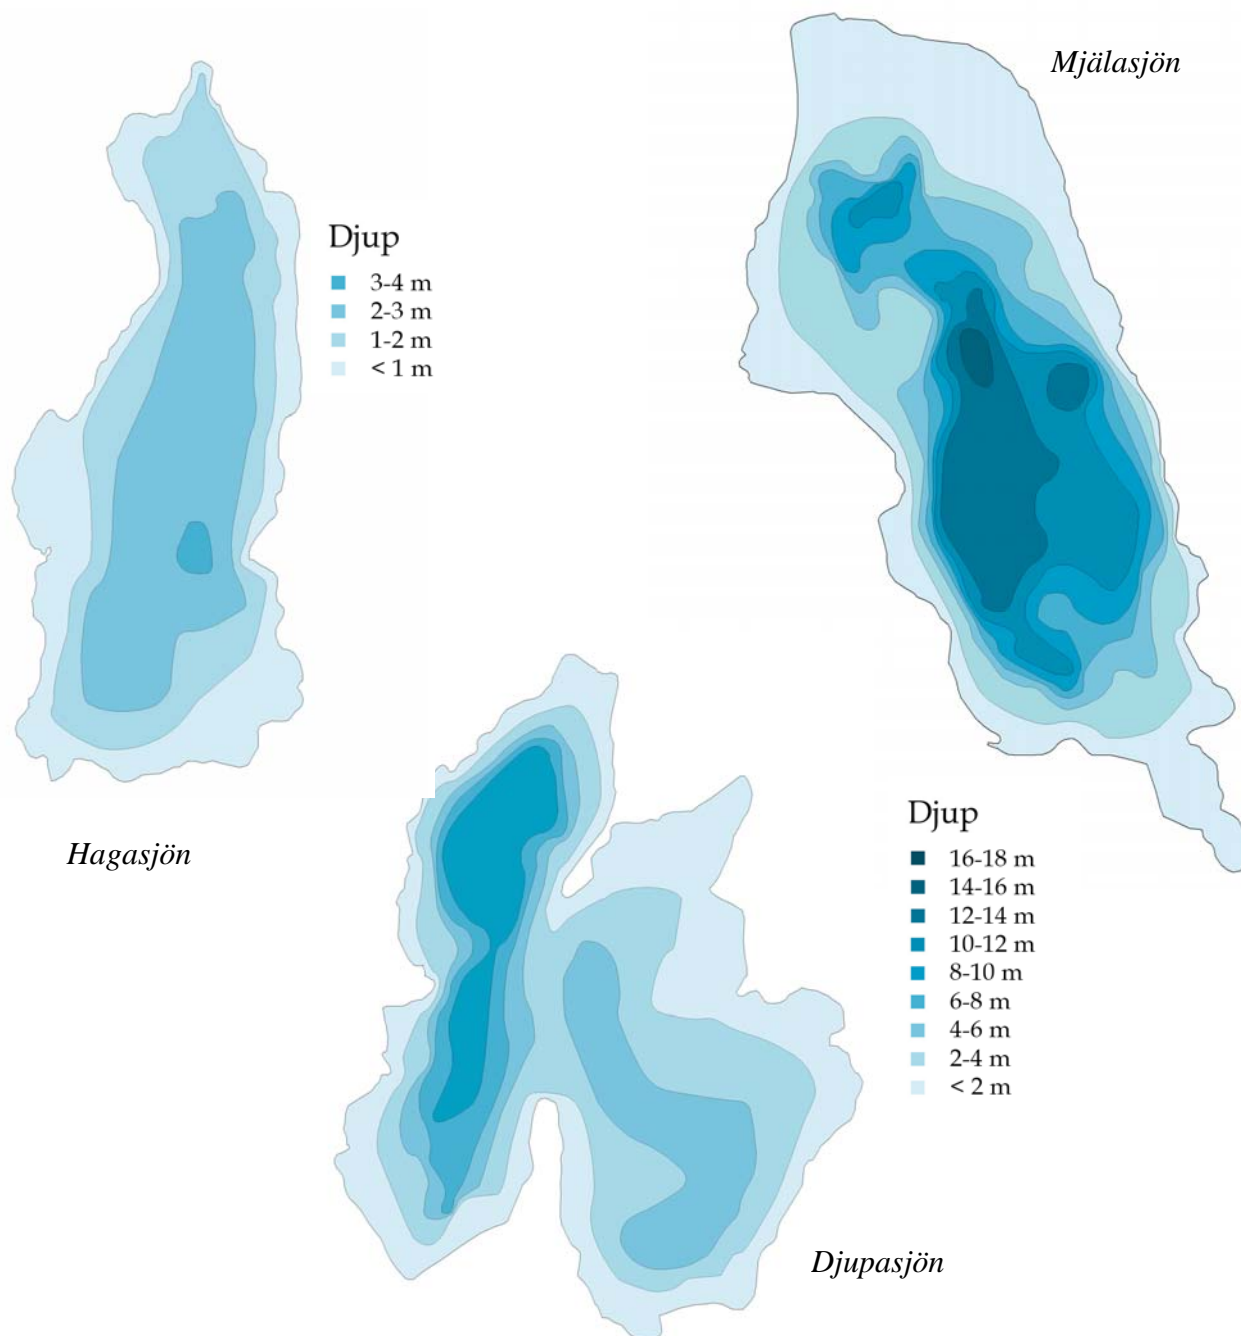 Mjälasjön
Djup
3-4 m
2-3 m
1-2 m
< 1 m
Hagasjön
Djup
16-18 m
14-16 m
12-14 m
10-12 m
8-10 m
6-8 m
4-6 m
2-4 m
< 2 m
Djupasjön